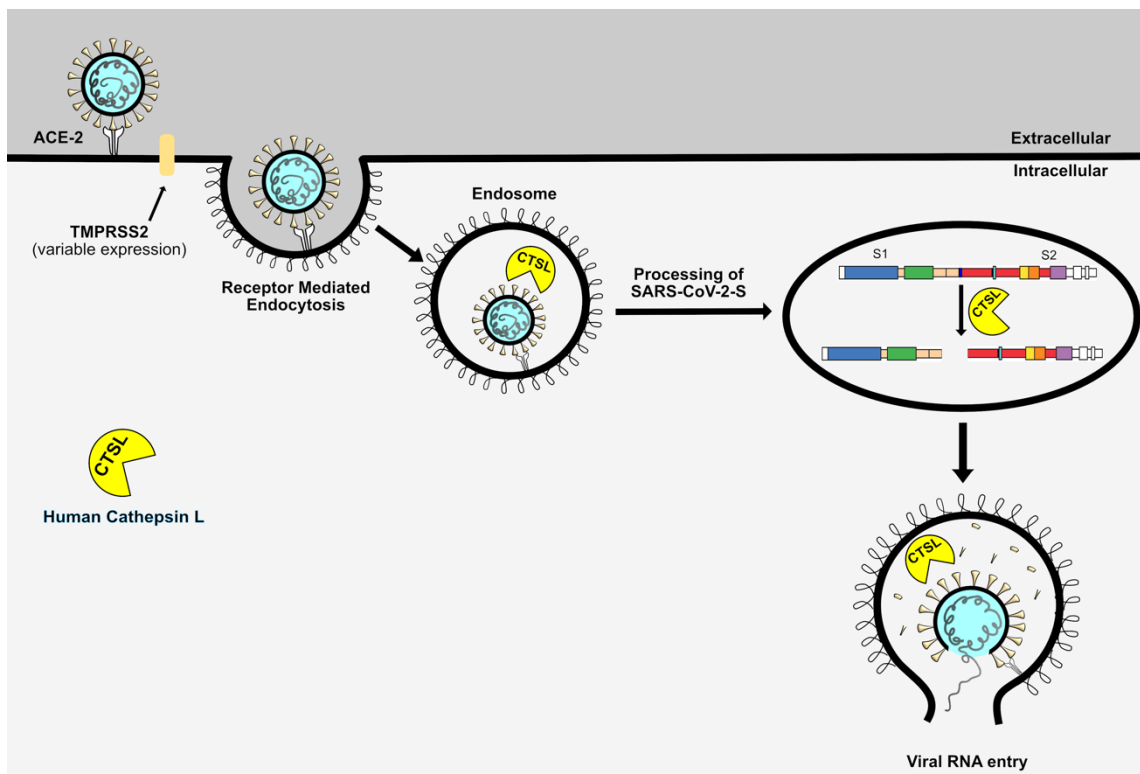 ACE-2
Extracellular
Intracellular
TMPRSS2
(variable expression)
Receptor Mediated
Endocytosis
Endosome
CTSL
Processing of
SARS-CoV-2-S
S1
S2
CTSL
CTSL
Human Cathepsin L
CTSL
Viral RNA entry